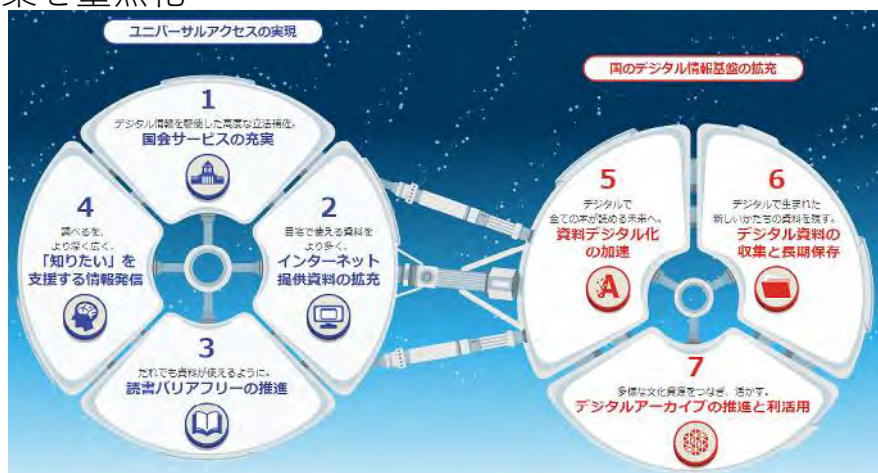 業を重点化
ユニバーサルアクセスの実現
1
デジタル情報を駆使した高度な立法補佐。
国会サービスの充実
2
自宅で使える資料を
より多く、
インターネット
提供資料の拡充
3
だれでも資料が使えるように。
読書バリアフリーの推進
4
調べるを、
より深く広く、
「知りたい」を
支援する情報発信
国のデジタル情報基盤の拡充
5
デジタルで
全ての本が読める未来へ。
資料デジタル化
の加速
A
6
デジタルで生まれた
新しいかたちの資料を残す。
デジタル資料の
収集と長期保存
7
多様な文化資源をつなぎ、活かす。
デジタルアーカイブの推進と利活用